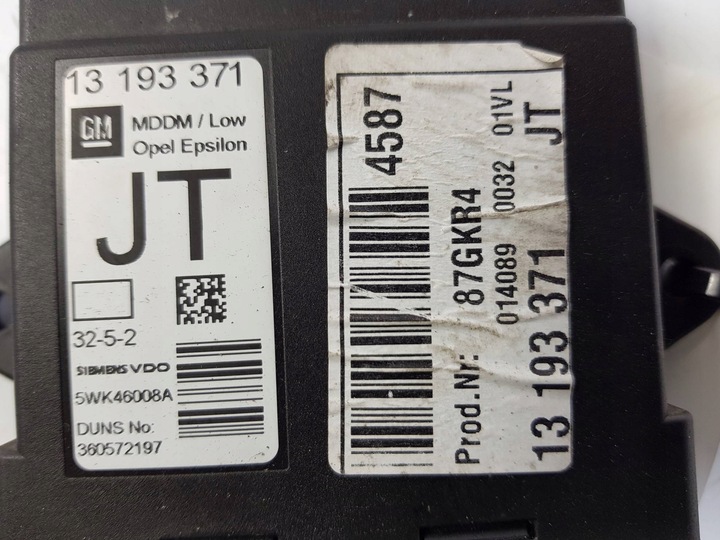 13 193 371
GM
MDDM / Low
Opel Epsilon
JT
32-5-2
SIEMENS VDO
5WK46008A
DUNS No:
360572197
4587
Prod.Nr: 87GKR4
014089 0032 01VL
13 193 371 JT